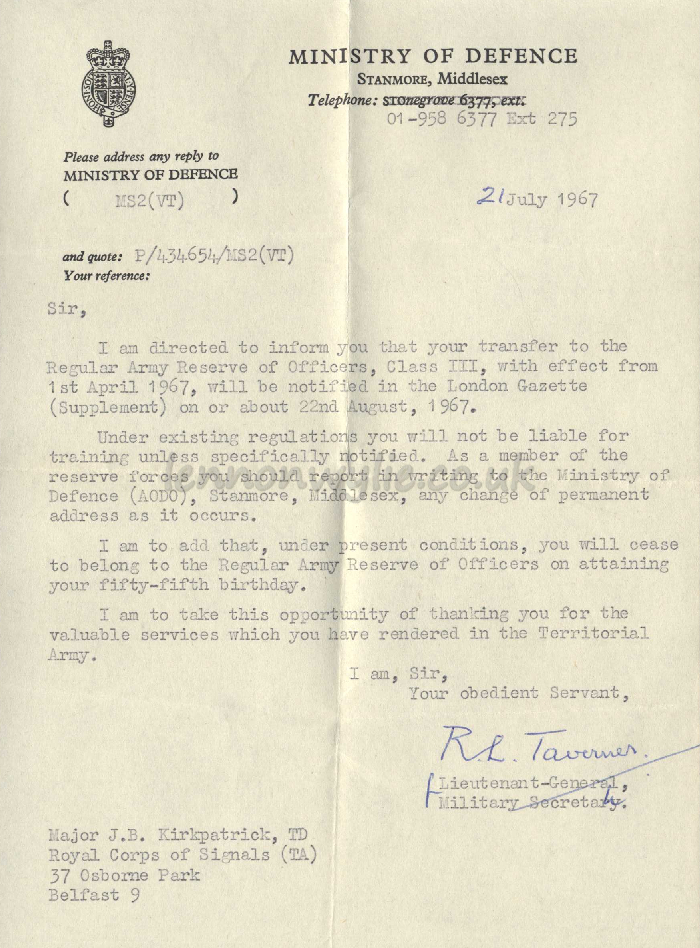 MINISTRY OF DEFENCE
STANMORE, Middlesex
Telephone: STOnegrove 6377, ext.
01-958 6377 Ext 275
Please address any reply to
MINISTRY OF DEFENCE
( MS2(VT) )
21 July 1967
and quote: P/434654/MS2(VT)
Your reference:
Sir,
I am directed to inform you that your transfer to the
Regular Army Reserve of Officers, Class III, with effect from
1st April 1967, will be notified in the London Gazette
(Supplement) on or about 22nd August, 1967.
Under existing regulations you will not be liable for
training unless specifically notified. As a member of the
reserve forces you should report in writing to the Ministry of
Defence (AODO), Stanmore, Middlesex, any change of permanent
address as it occurs.
lennonwylie.co.uk
I am to add that, under present conditions, you will cease
to belong to the Regular Army Reserve of Officers on attaining
your fifty-fifth birthday.
I am to take this opportunity of thanking you for the
valuable services which you have rendered in the Territorial
Army.
I am, Sir,
Your obedient Servant,
R.L. Taverner.
Lieutenant-General,
Military Secretary.
Major J.B. Kirkpatrick, TD
Royal Corps of Signals (TA)
37 Osborne Park
Belfast 9